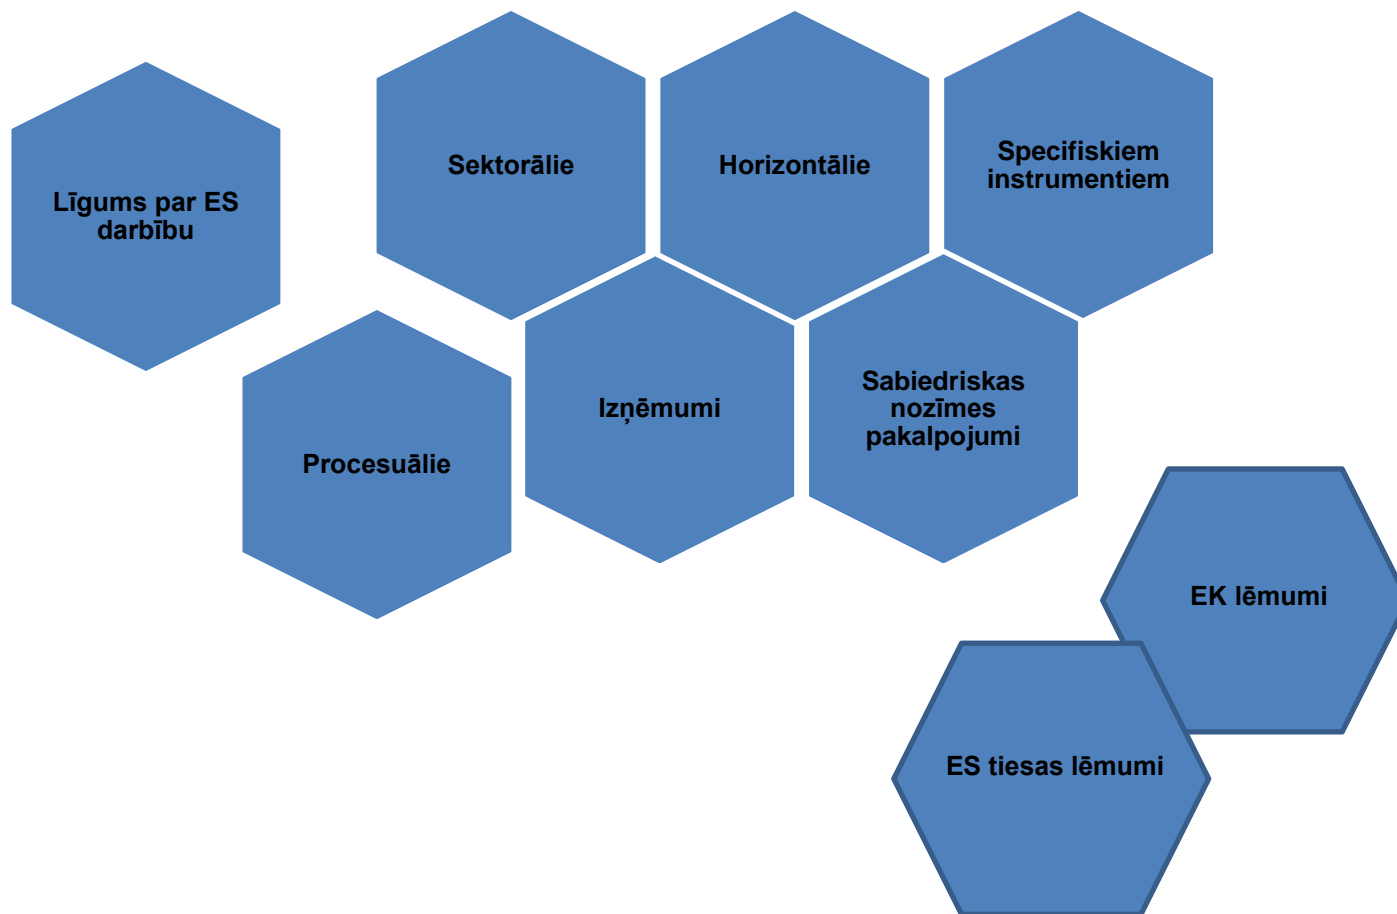 Līgums par ES
darbību
Sektorālie
Horizontālie
Specifiskiem
instrumentiem
Procesuālie
Izņēmumi
Sabiedriskas
nozīmes
pakalpojumi
EK lēmumi
ES tiesas lēmumi